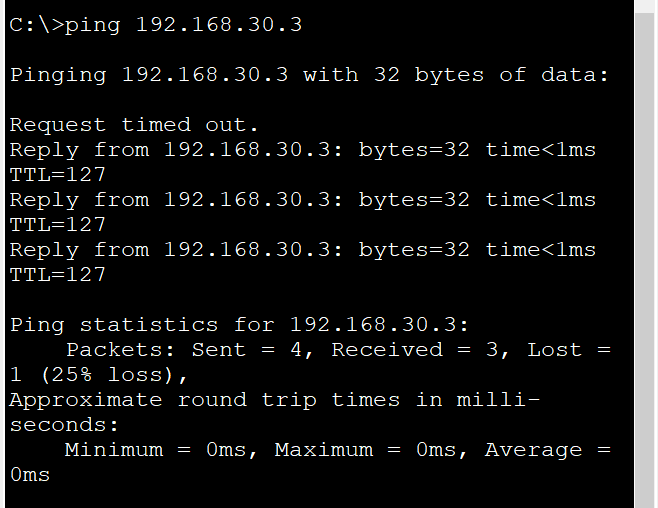 C:\>ping 192.168.30.3
Pinging 192.168.30.3 with 32 bytes of data:
Request timed out.
Reply from 192.168.30.3: bytes=32 time<1ms
TTL=127
Reply from 192.168.30.3: bytes=32 time<1ms
TTL=127
Reply from 192.168.30.3: bytes=32 time<1ms
TTL=127
Ping statistics for 192.168.30.3:
    Packets: Sent = 4, Received = 3, Lost =
1 (25% loss),
Approximate round trip times in milli-
seconds:
    Minimum = 0ms, Maximum = 0ms, Average =
0ms